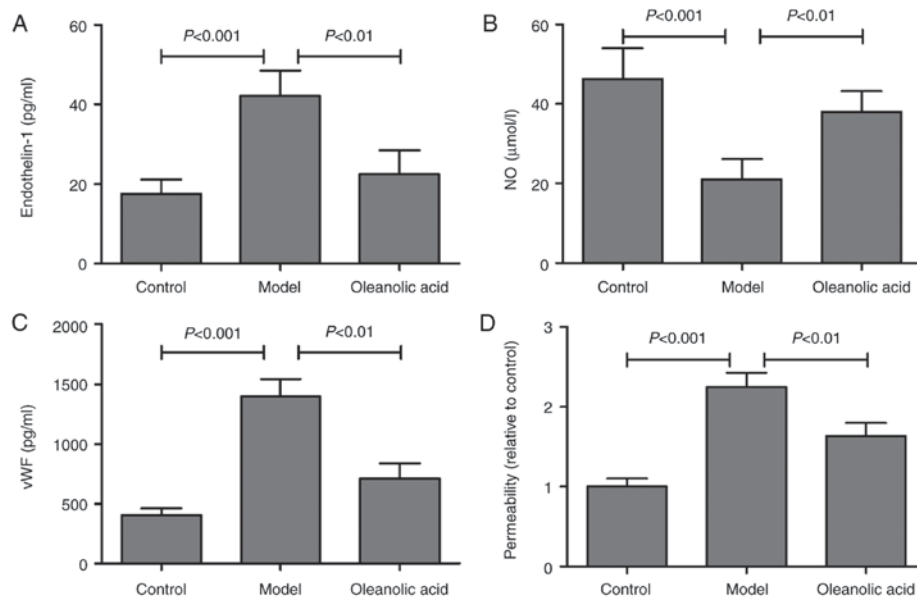 A
Endothelin-1 (pg/ml)
60
40
20
0
P<0.001
P<0.01
Control
Model
Oleanolic acid
B
NO (µmol/l)
60
40
20
0
P<0.001
P<0.01
Control
Model
Oleanolic acid
C
vWF (pg/ml)
2000
1500
1000
500
0
P<0.001
P<0.01
Control
Model
Oleanolic acid
D
Permeability (relative to control)
3
2
1
0
P<0.001
P<0.01
Control
Model
Oleanolic acid